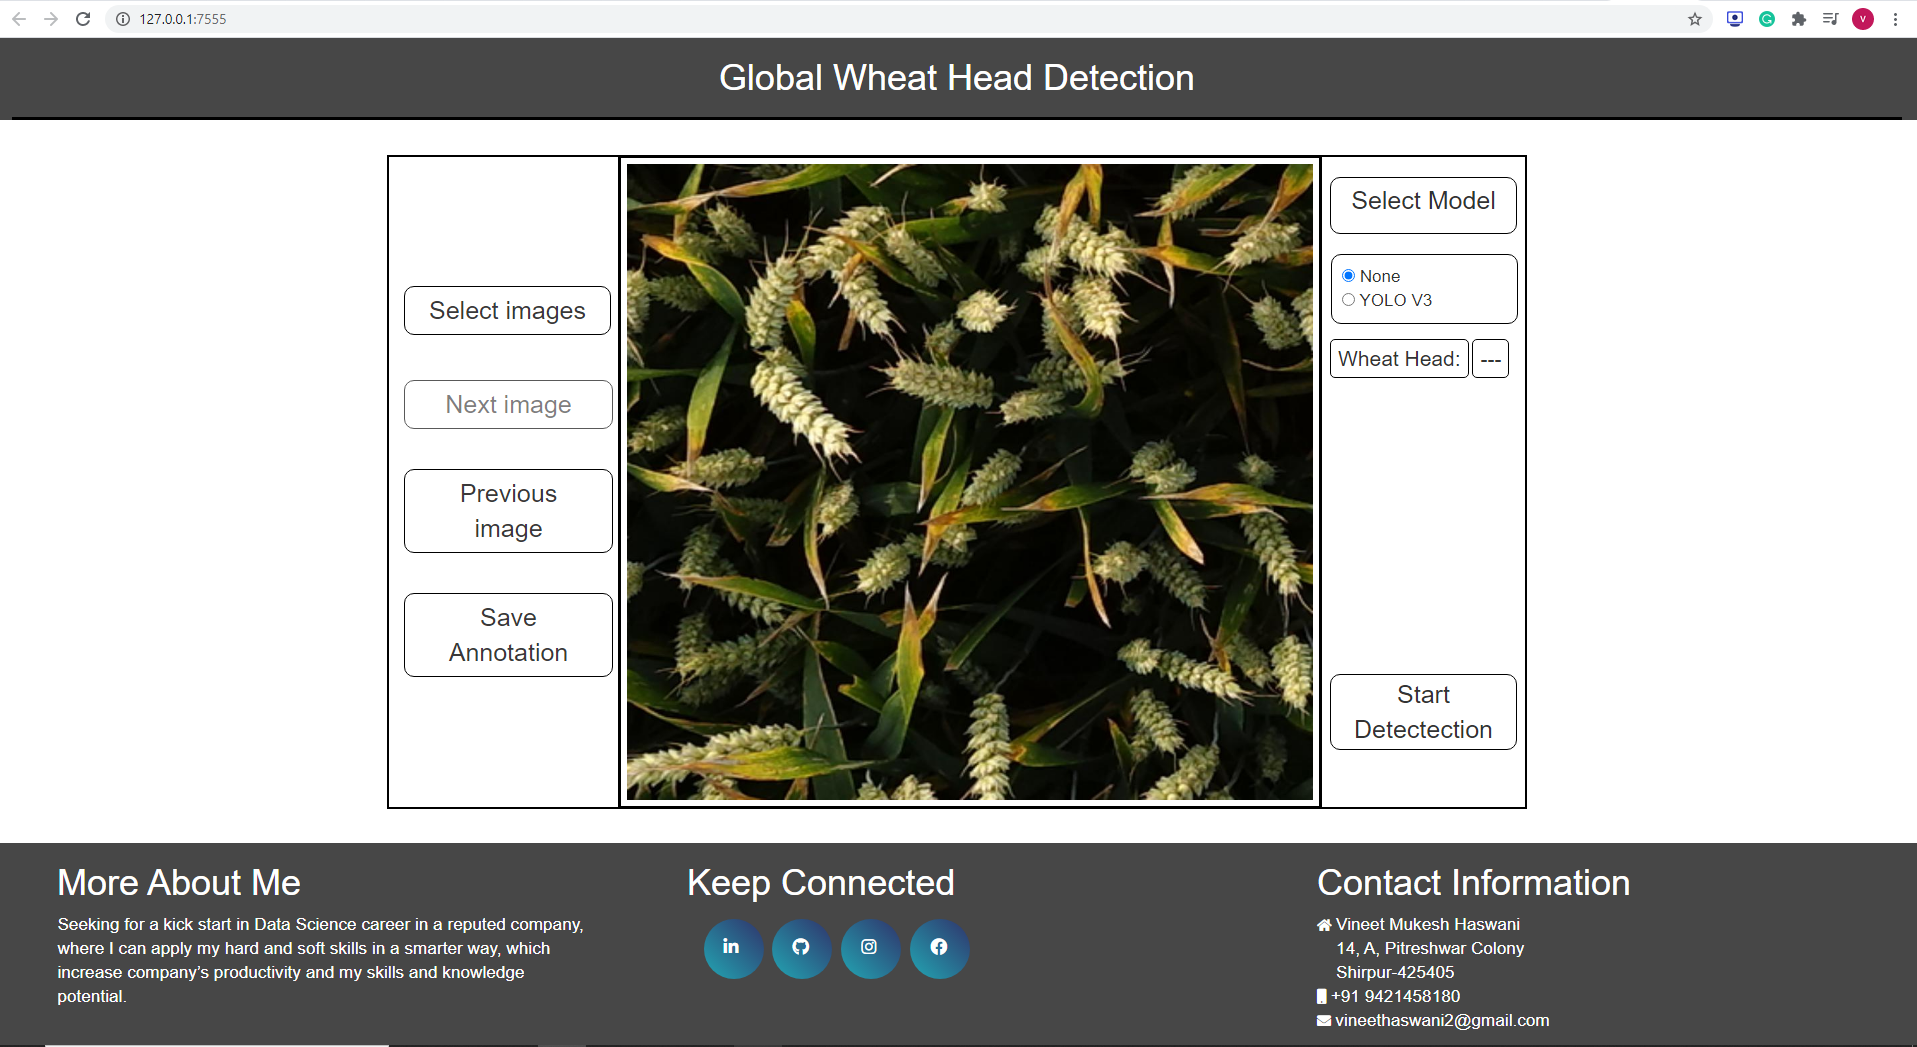 127.0.0.1:7555
V
Global Wheat Head Detection
Select images
Next image
Previous
image
Save
Annotation
Select Model
None
YOLO V3
Wheat Head: ---
Start
Detectection
More About Me
Seeking for a kick start in Data Science career in a reputed company,
where I can apply my hard and soft skills in a smarter way, which
increase company’s productivity and my skills and knowledge
potential.
Keep Connected
in
Contact Information
Vineet Mukesh Haswani
14, A, Pitreshwar Colony
Shirpur-425405
+91 9421458180
vineethaswani2@gmail.com